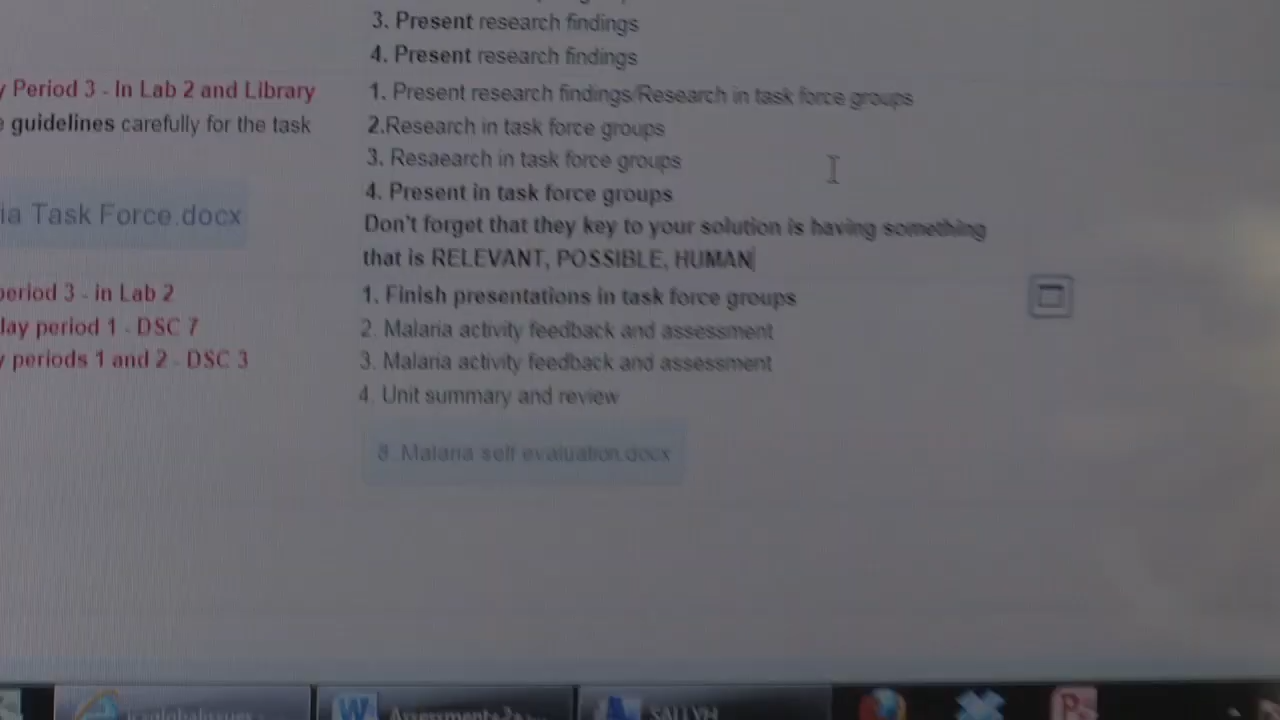 3. Present research findings
4. Present research findings
Period 3 - In Lab 2 and Library
guidelines carefully for the task
ia Task Force.docx
1. Present research findings/Research in task force groups
2.Research in task force groups
3. Resaearch in task force groups
4. Present in task force groups
Don't forget that they key to your solution is having something
that is RELEVANT, POSSIBLE, HUMAN
period 3 - in Lab 2
lay period 1 - DSC 7
y periods 1 and 2 - DSC 3
1. Finish presentations in task force groups
2. Malaria activity feedback and assessment
3. Malaria activity feedback and assessment
4. Unit summary and review
8. Malaria self evaluation.docx